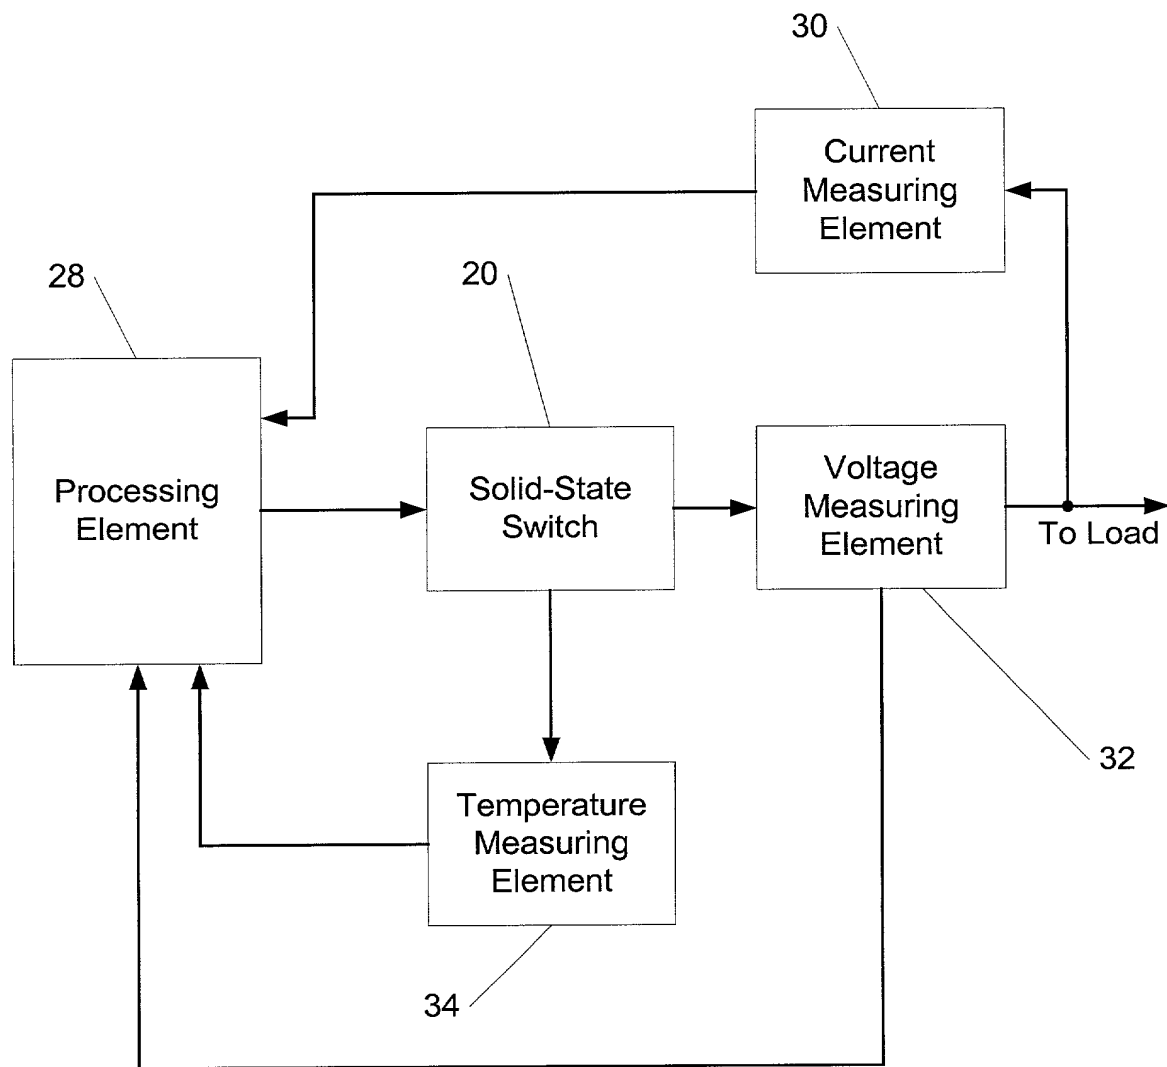 30
Current
Measuring
Element
28
20
Processing
Element
Solid-State
Switch
Voltage
Measuring
Element
To Load
32
Temperature
Measuring
Element
34